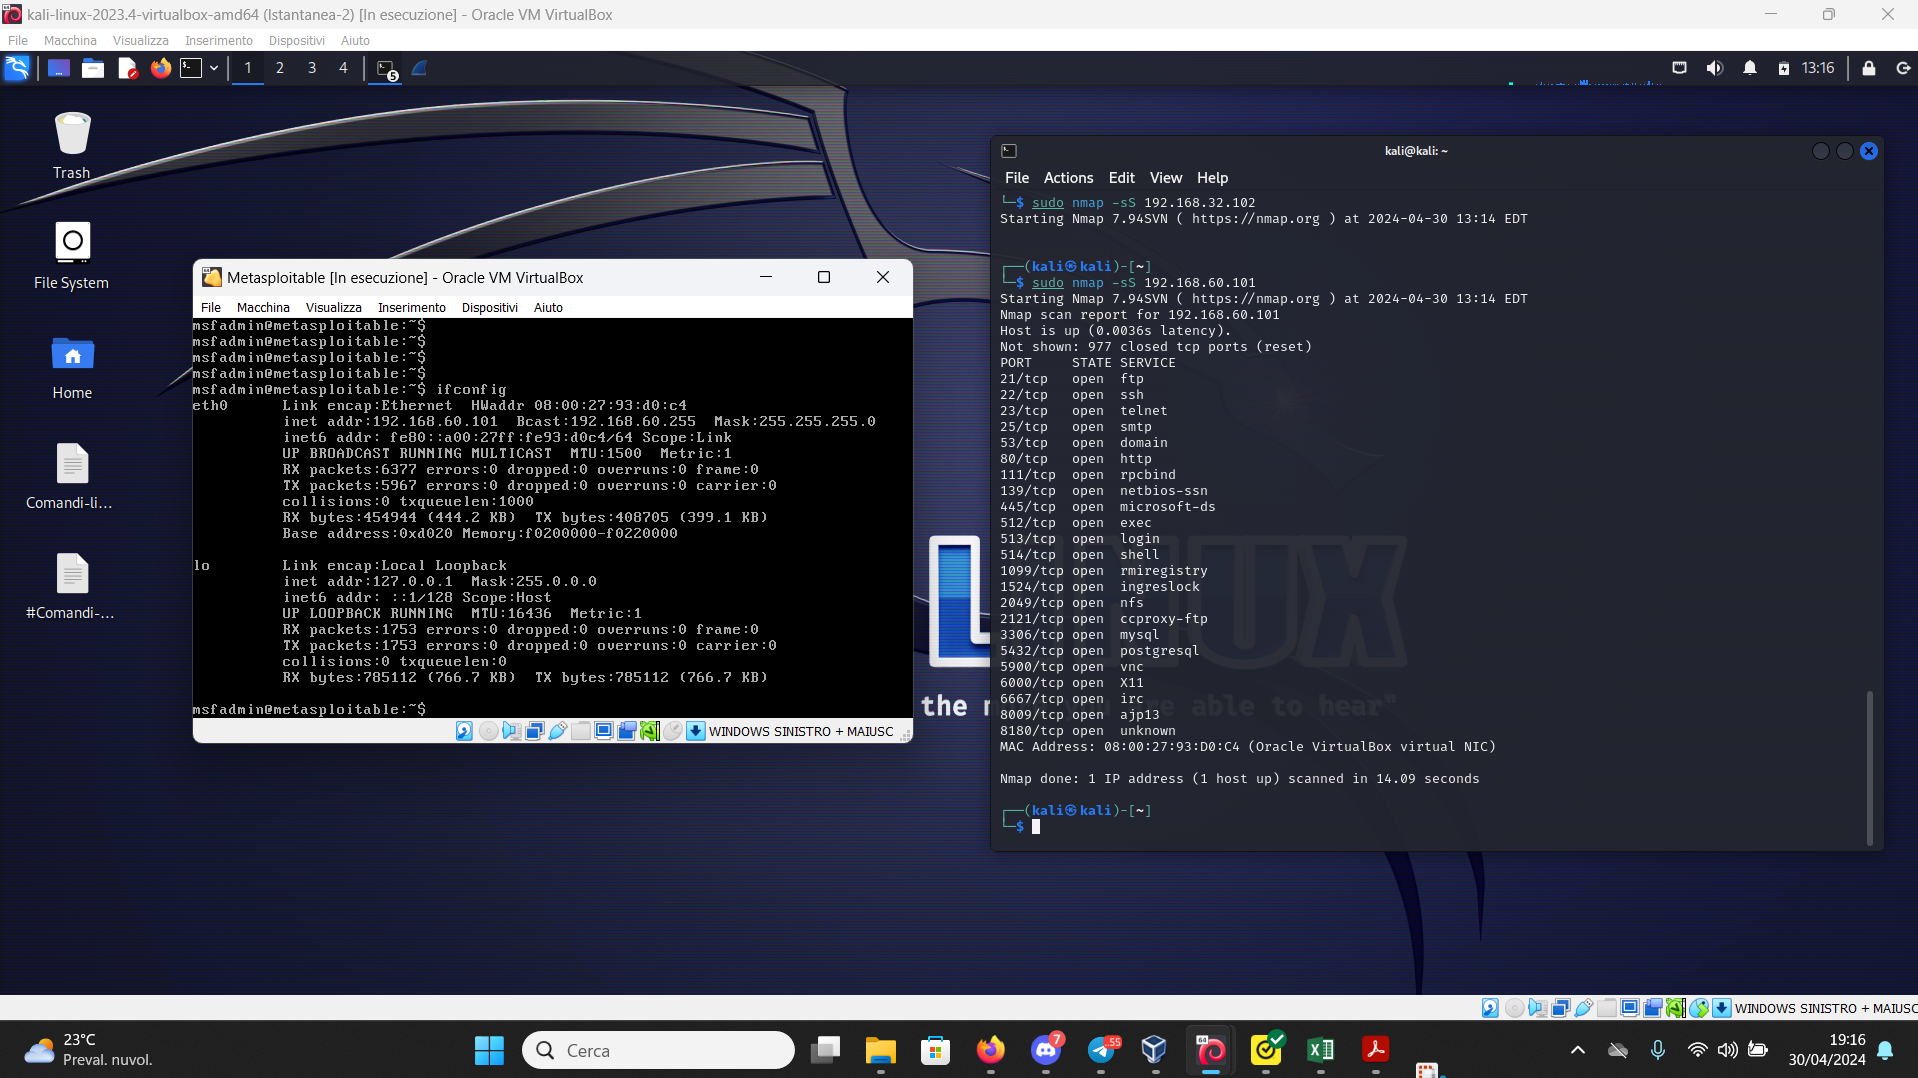 kali-linux-2023.4-virtualbox-amd64 (Istantanea-2) [In esecuzione] - Oracle VM VirtualBox
File Macchina Visualizza Inserimento Dispositivi Aiuto
1 2 3 4 5 13:16
Trash
File System
Home
Comandi-li...
#Comandi-...
Metasploitable [In esecuzione] - Oracle VM VirtualBox
File Macchina Visualizza Inserimento Dispositivi Aiuto
msfadmin@metasploitable:~$
msfadmin@metasploitable:~$
msfadmin@metasploitable:~$
msfadmin@metasploitable:~$
msfadmin@metasploitable:~$ ifconfig
eth0 Link encap:Ethernet HWaddr 08:00:27:93:d0:c4
inet addr:192.168.60.101 Bcast:192.168.60.255 Mask:255.255.255.0
inet6 addr: fe80::a00:27ff:fe93:d0c4/64 Scope:Link
UP BROADCAST RUNNING MULTICAST MTU:1500 Metric:1
RX packets:6377 errors:0 dropped:0 overruns:0 frame:0
TX packets:5967 errors:0 dropped:0 overruns:0 carrier:0
collisions:0 txqueuelen:1000
RX bytes:454944 (444.2 KB) TX bytes:408705 (399.1 KB)
Base address:0xd020 Memory:f0200000-f0220000
lo Link encap:Local Loopback
inet addr:127.0.0.1 Mask:255.0.0.0
inet6 addr: ::1/128 Scope:Host
UP LOOPBACK RUNNING MTU:16436 Metric:1
RX packets:1753 errors:0 dropped:0 overruns:0 frame:0
TX packets:1753 errors:0 dropped:0 overruns:0 carrier:0
collisions:0 txqueuelen:0
RX bytes:785112 (766.7 KB) TX bytes:785112 (766.7 KB)
msfadmin@metasploitable:~$
WINDOWS SINISTRO + MAIUSC
kali@kali: ~
File Actions Edit View Help
└─$ sudo nmap -sS 192.168.32.102
Starting Nmap 7.94SVN ( https://nmap.org ) at 2024-04-30 13:14 EDT
┌──(kali㉿kali)-[~]
└─$ sudo nmap -sS 192.168.60.101
Starting Nmap 7.94SVN ( https://nmap.org ) at 2024-04-30 13:14 EDT
Nmap scan report for 192.168.60.101
Host is up (0.0036s latency).
Not shown: 977 closed tcp ports (reset)
PORT STATE SERVICE
21/tcp open ftp
22/tcp open ssh
23/tcp open telnet
25/tcp open smtp
53/tcp open domain
80/tcp open http
111/tcp open rpcbind
139/tcp open netbios-ssn
445/tcp open microsoft-ds
512/tcp open exec
513/tcp open login
514/tcp open shell
1099/tcp open rmiregistry
1524/tcp open ingreslock
2049/tcp open nfs
2121/tcp open ccproxy-ftp
3306/tcp open mysql
5432/tcp open postgresql
5900/tcp open vnc
6000/tcp open X11
6667/tcp open irc
8009/tcp open ajp13
8180/tcp open unknown
MAC Address: 08:00:27:93:D0:C4 (Oracle VirtualBox virtual NIC)
Nmap done: 1 IP address (1 host up) scanned in 14.09 seconds
┌──(kali㉿kali)-[~]
└─$
LINUX
the able to hear"
WINDOWS SINISTRO + MAIUSC
23°C
Preval. nuvol.
Cerca
7
55
64
19:16
30/04/2024